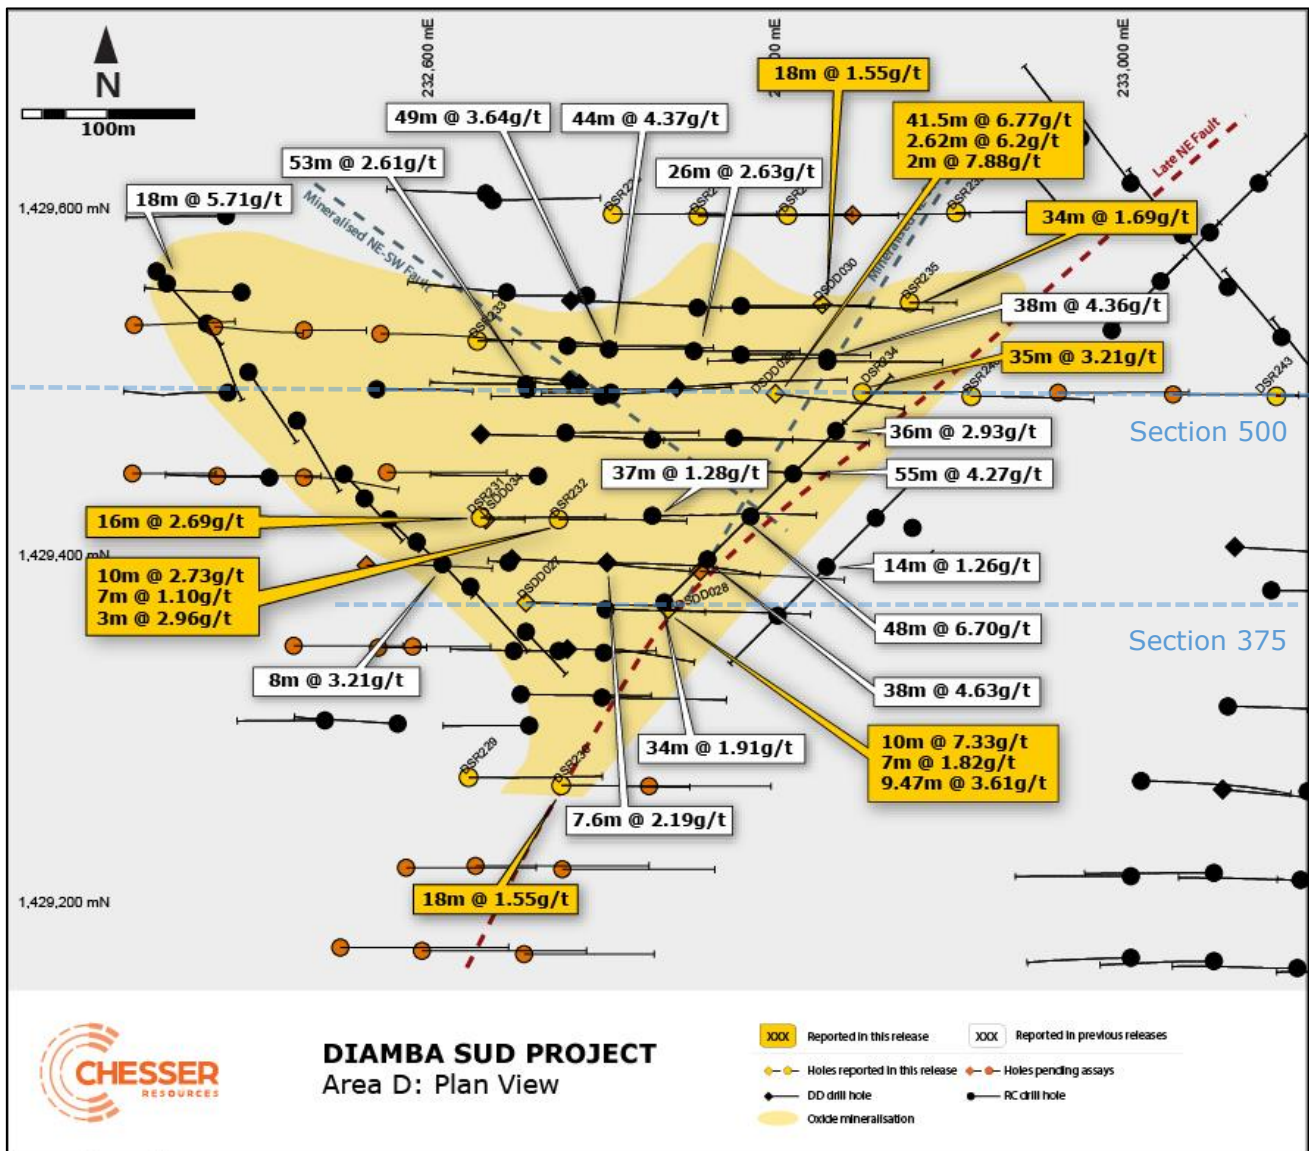 N
100m
232,600 mE
233,000 mE
18m @ 1.55g/t
49m @ 3.64g/t
44m @ 4.37g/t
41.5m @ 6.77g/t
2.62m @ 6.2g/t
2m @ 7.88g/t
53m @ 2.61g/t
26m @ 2.63g/t
Late NE Fault
18m @ 5.71g/t
1,429,600 mN
Mineralised NE-SW Fault
34m @ 1.69g/t
DSDD030
DSR235
DSR233
38m @ 4.36g/t
35m @ 3.21g/t
DSR234
DSR243
Section 500
36m @ 2.93g/t
37m @ 1.28g/t
55m @ 4.27g/t
DSR231
DSDD034
DSR232
16m @ 2.69g/t
1,429,400 mN
10m @ 2.73g/t
7m @ 1.10g/t
3m @ 2.96g/t
14m @ 1.26g/t
DSDD027
DSDD028
48m @ 6.70g/t
Section 375
8m @ 3.21g/t
38m @ 4.63g/t
34m @ 1.91g/t
10m @ 7.33g/t
7m @ 1.82g/t
9.47m @ 3.61g/t
DSR229
7.6m @ 2.19g/t
18m @ 1.55g/t
1,429,200 mN
CHESSER
RESOURCES
DIAMBA SUD PROJECT
Area D: Plan View
XXX Reported in this release
XXX Reported in previous releases
Holes reported in this release
Holes pending assays
DD drill hole
RC drill hole
Oxide mineralisation